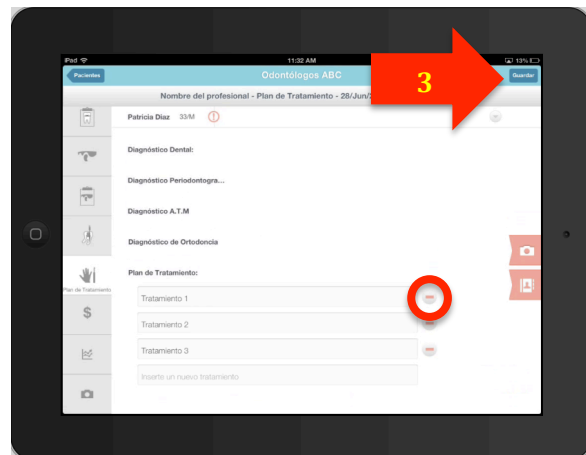 iPad
11:32 AM
13%
Pacientes
Odontólogos ABC
3
Guardar
Nombre del profesional - Plan de Tratamiento - 28/Jun/
Patricia Diaz 33/M
Diagnóstico Dental:
Diagnóstico Periodontogra...
Diagnóstico A.T.M
Diagnóstico de Ortodoncia
Plan de Tratamiento:
Plan de Tratamiento
Tratamiento 1
Tratamiento 2
$
Tratamiento 3
Inserte un nuevo tratamiento